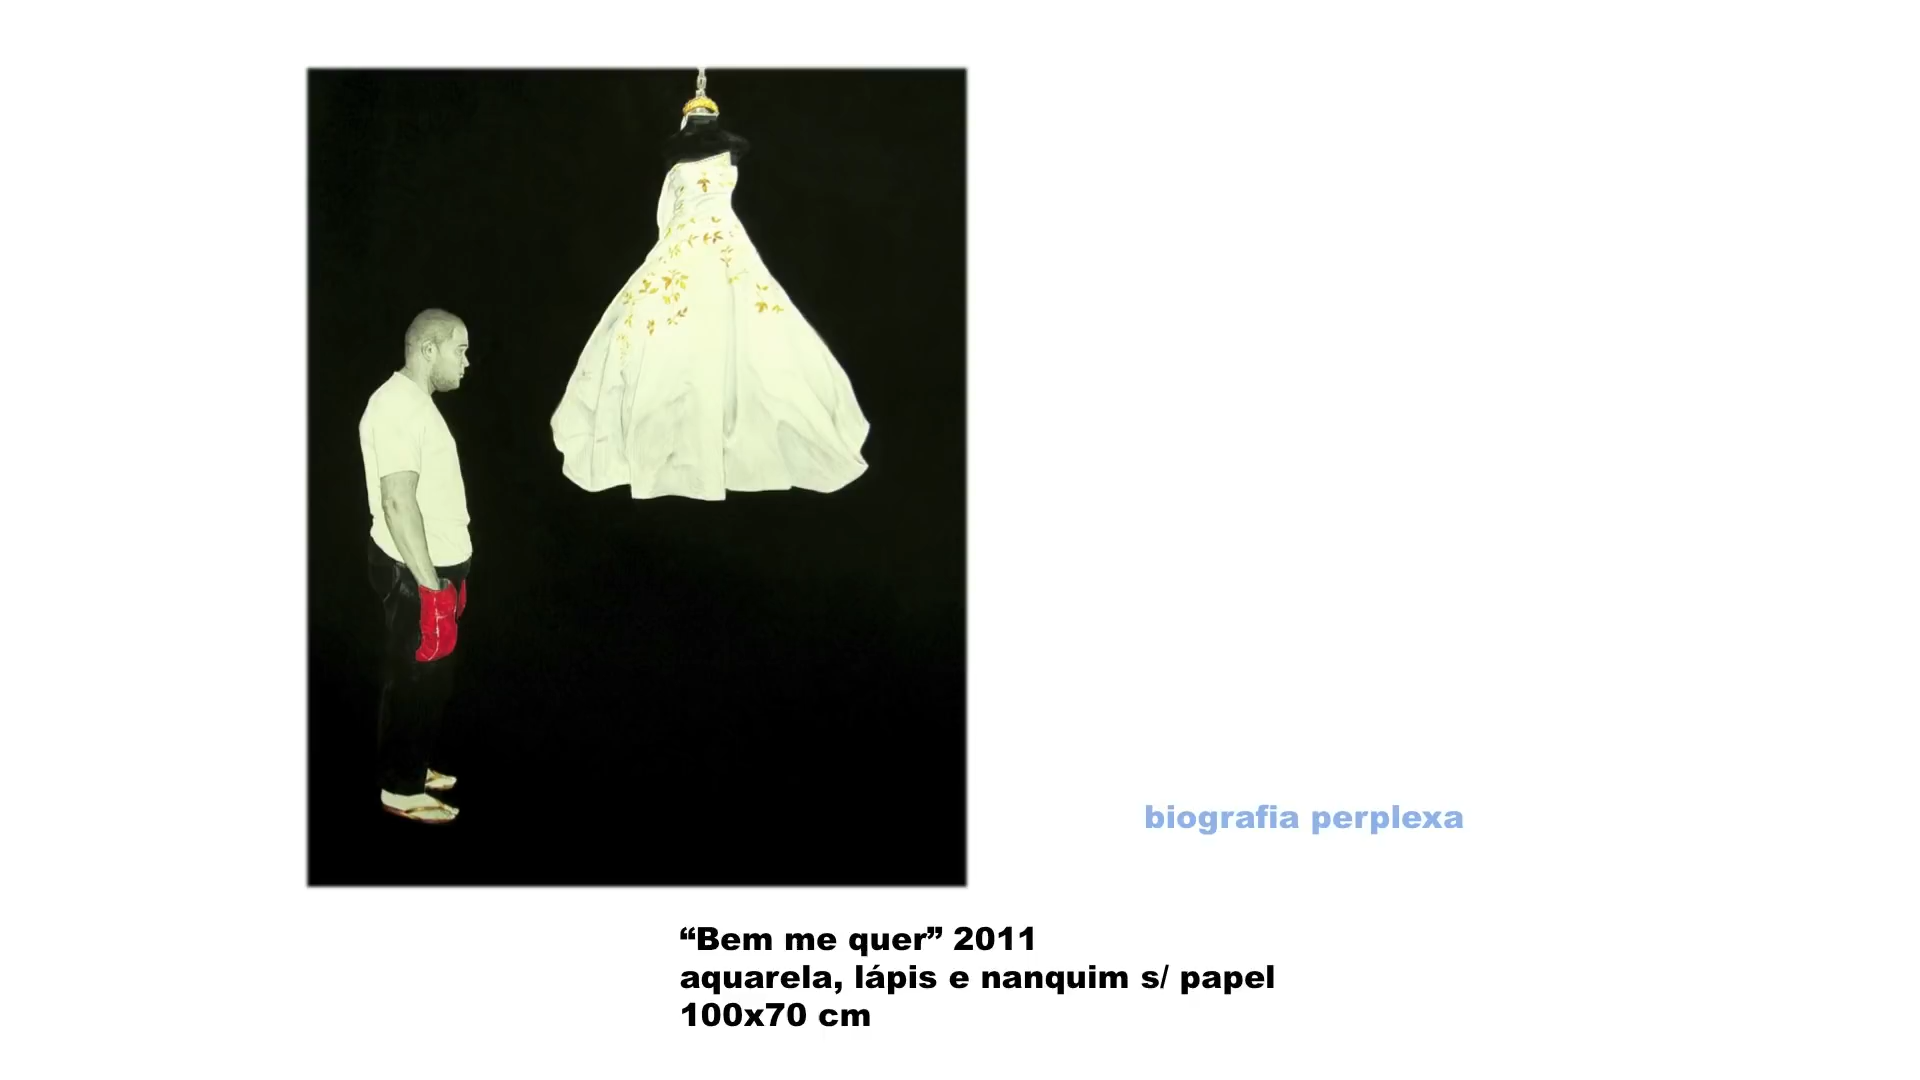 biografia perplexa
“Bem me quer” 2011
aquarela, lápis e nanquim s/ papel
100x70 cm